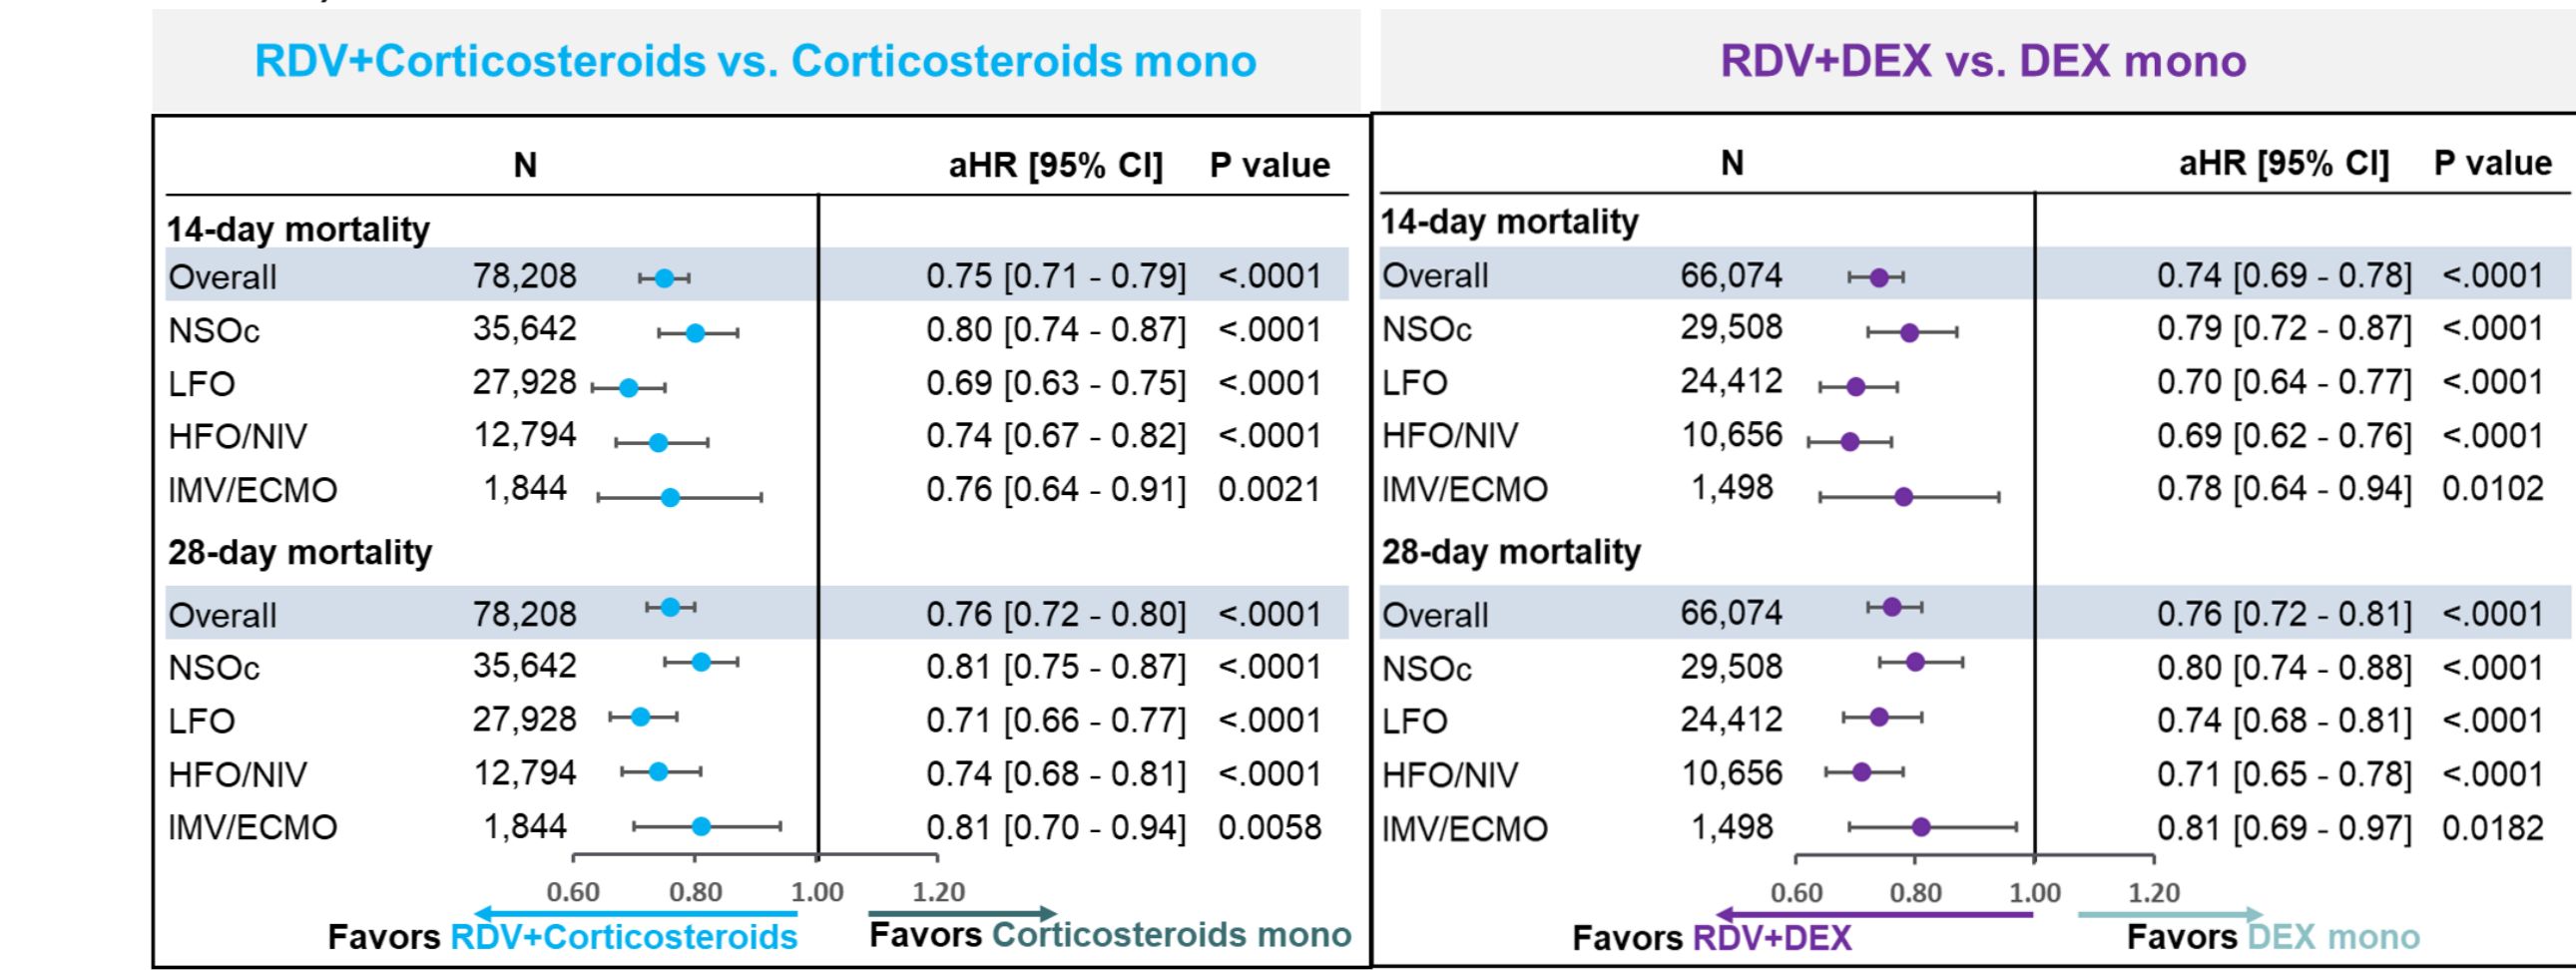 RDV+Corticosteroids vs. Corticosteroids mono
N aHR [95% CI] P value
14-day mortality
Overall 78,208 0.75 [0.71 - 0.79] <.0001
NSOc 35,642 0.80 [0.74 - 0.87] <.0001
LFO 27,928 0.69 [0.63 - 0.75] <.0001
HFO/NIV 12,794 0.74 [0.67 - 0.82] <.0001
IMV/ECMO 1,844 0.76 [0.64 - 0.91] 0.0021
28-day mortality
Overall 78,208 0.76 [0.72 - 0.80] <.0001
NSOc 35,642 0.81 [0.75 - 0.87] <.0001
LFO 27,928 0.71 [0.66 - 0.77] <.0001
HFO/NIV 12,794 0.74 [0.68 - 0.81] <.0001
IMV/ECMO 1,844 0.81 [0.70 - 0.94] 0.0058
0.60 0.80 1.00 1.20
Favors RDV+Corticosteroids Favors Corticosteroids mono
RDV+DEX vs. DEX mono
N aHR [95% CI] P value
14-day mortality
Overall 66,074 0.74 [0.69 - 0.78] <.0001
NSOc 29,508 0.79 [0.72 - 0.87] <.0001
LFO 24,412 0.70 [0.64 - 0.77] <.0001
HFO/NIV 10,656 0.69 [0.62 - 0.76] <.0001
IMV/ECMO 1,498 0.78 [0.64 - 0.94] 0.0102
28-day mortality
Overall 66,074 0.76 [0.72 - 0.81] <.0001
NSOc 29,508 0.80 [0.74 - 0.88] <.0001
LFO 24,412 0.74 [0.68 - 0.81] <.0001
HFO/NIV 10,656 0.71 [0.65 - 0.78] <.0001
IMV/ECMO 1,498 0.81 [0.69 - 0.97] 0.0182
0.60 0.80 1.00 1.20
Favors RDV+DEX Favors DEX mono